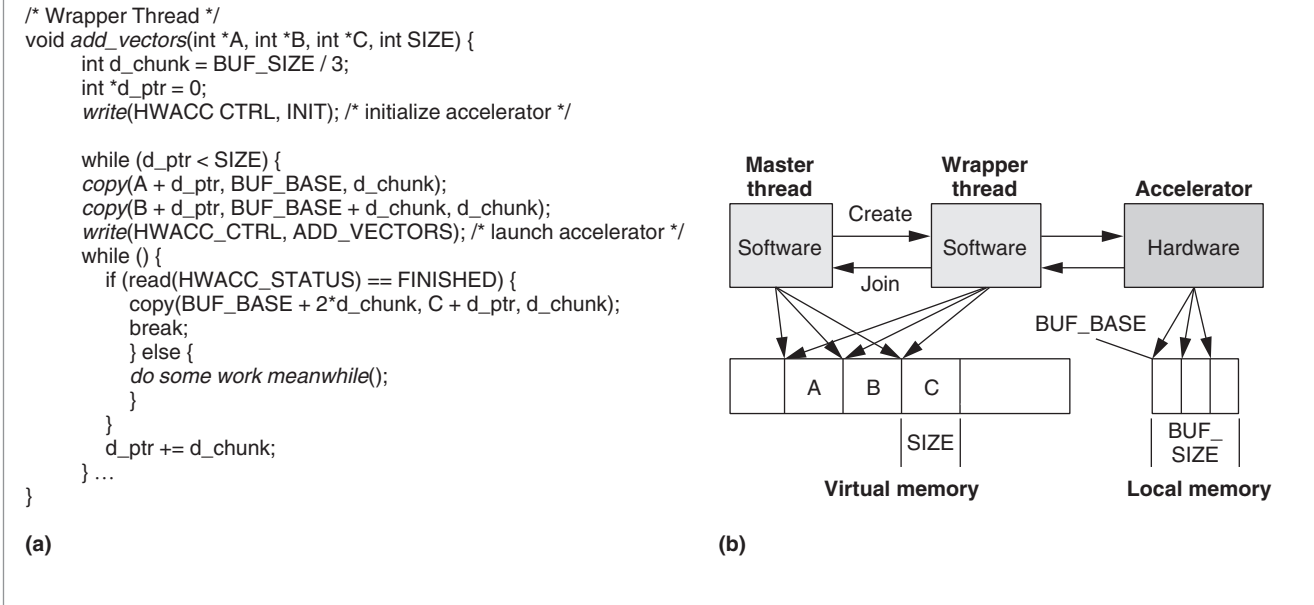 /* Wrapper Thread */
void add_vectors(int *A, int *B, int *C, int SIZE) {
int d_chunk = BUF_SIZE / 3;
int *d_ptr = 0;
write(HWACC CTRL, INIT); /* initialize accelerator */
while (d_ptr < SIZE) {
copy(A + d_ptr, BUF_BASE, d_chunk);
copy(B + d_ptr, BUF_BASE + d_chunk, d_chunk);
write(HWACC_CTRL, ADD_VECTORS); /* launch accelerator */
while () {
if (read(HWACC_STATUS) == FINISHED) {
copy(BUF_BASE + 2*d_chunk, C + d_ptr, d_chunk);
break;
} else {
do some work meanwhile();
}
}
d_ptr += d_chunk;
} …
}
(a)
Master
thread
Wrapper
thread
Accelerator
Software
Create
Join
Software
Hardware
BUF_BASE
A
B
C
SIZE
BUF_
SIZE
Virtual memory
Local memory
(b)